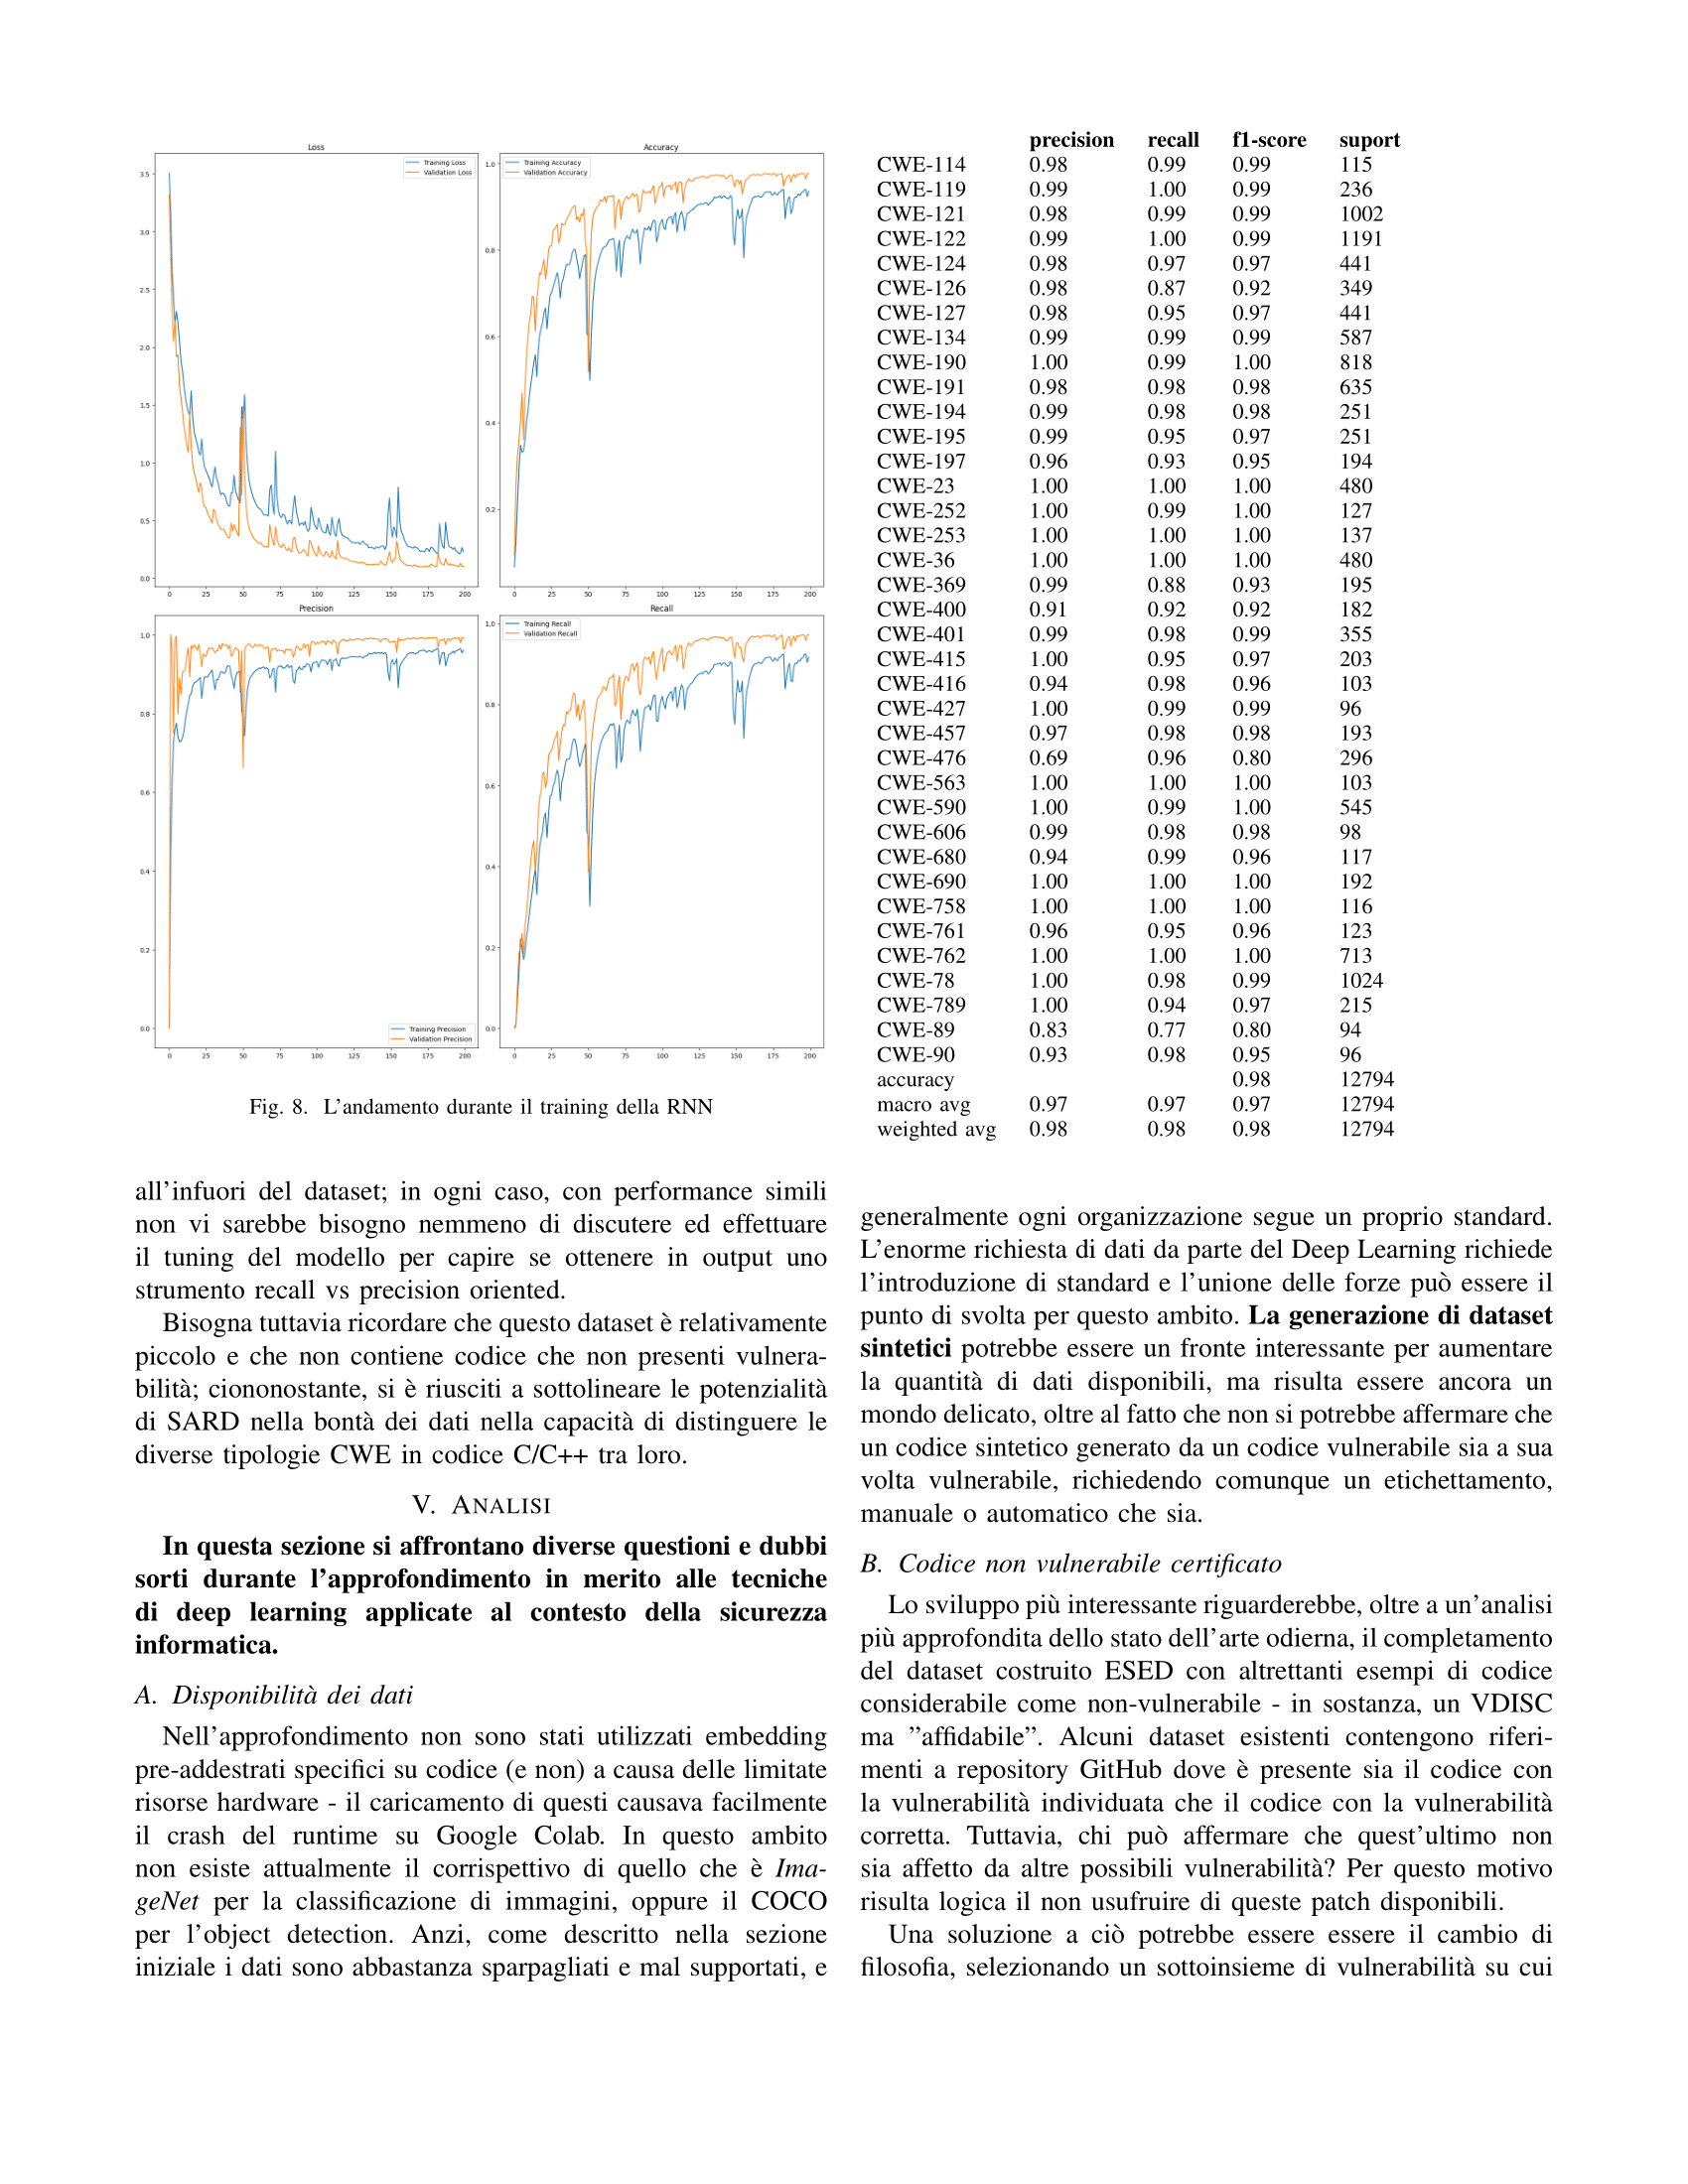 Loss
Training Loss
Validation Loss
3.5
3.0
2.5
2.0
1.5
1.0
0.5
0.0
0 25 50 75 100 125 150 175 200
Accuracy
Training Accuracy
Validation Accuracy
1.0
0.8
0.6
0.4
0.2
0 25 50 75 100 125 150 175 200
Precision
1.0
0.8
0.6
0.4
0.2
0.0
Training Precision
Validation Precision
0 25 50 75 100 125 150 175 200
Recall
Training Recall
Validation Recall
1.0
0.8
0.6
0.4
0.2
0.0
0 25 50 75 100 125 150 175 200
Fig. 8. L'andamento durante il training della RNN
all'infuori del dataset; in ogni caso, con performance simili
non vi sarebbe bisogno nemmeno di discutere ed effettuare
il tuning del modello per capire se ottenere in output uno
strumento recall vs precision oriented.
Bisogna tuttavia ricordare che questo dataset è relativamente
piccolo e che non contiene codice che non presenti vulnera-
bilità; ciononostante, si è riusciti a sottolineare le potenzialità
di SARD nella bontà dei dati nella capacità di distinguere le
diverse tipologie CWE in codice C/C++ tra loro.
V. ANALISI
In questa sezione si affrontano diverse questioni e dubbi
sorti durante l'approfondimento in merito alle tecniche
di deep learning applicate al contesto della sicurezza
informatica.
A. Disponibilità dei dati
Nell'approfondimento non sono stati utilizzati embedding
pre-addestrati specifici su codice (e non) a causa delle limitate
risorse hardware - il caricamento di questi causava facilmente
il crash del runtime su Google Colab. In questo ambito
non esiste attualmente il corrispettivo di quello che è Ima-
geNet per la classificazione di immagini, oppure il COCO
per l'object detection. Anzi, come descritto nella sezione
iniziale i dati sono abbastanza sparpagliati e mal supportati, e
precision recall f1-score suport
CWE-114 0.98 0.99 0.99 115
CWE-119 0.99 1.00 0.99 236
CWE-121 0.98 0.99 0.99 1002
CWE-122 0.99 1.00 0.99 1191
CWE-124 0.98 0.97 0.97 441
CWE-126 0.98 0.87 0.92 349
CWE-127 0.98 0.95 0.97 441
CWE-134 0.99 0.99 0.99 587
CWE-190 1.00 0.99 1.00 818
CWE-191 0.98 0.98 0.98 635
CWE-194 0.99 0.98 0.98 251
CWE-195 0.99 0.95 0.97 251
CWE-197 0.96 0.93 0.95 194
CWE-23 1.00 1.00 1.00 480
CWE-252 1.00 0.99 1.00 127
CWE-253 1.00 1.00 1.00 137
CWE-36 1.00 1.00 1.00 480
CWE-369 0.99 0.88 0.93 195
CWE-400 0.91 0.92 0.92 182
CWE-401 0.99 0.98 0.99 355
CWE-415 1.00 0.95 0.97 203
CWE-416 0.94 0.98 0.96 103
CWE-427 1.00 0.99 0.99 96
CWE-457 0.97 0.98 0.98 193
CWE-476 0.69 0.96 0.80 296
CWE-563 1.00 1.00 1.00 103
CWE-590 1.00 0.99 1.00 545
CWE-606 0.99 0.98 0.98 98
CWE-680 0.94 0.99 0.96 117
CWE-690 1.00 1.00 1.00 192
CWE-758 1.00 1.00 1.00 116
CWE-761 0.96 0.95 0.96 123
CWE-762 1.00 1.00 1.00 713
CWE-78 1.00 0.98 0.99 1024
CWE-789 1.00 0.94 0.97 215
CWE-89 0.83 0.77 0.80 94
CWE-90 0.93 0.98 0.95 96
accuracy 0.98 12794
macro avg 0.97 0.97 0.97 12794
weighted avg 0.98 0.98 0.98 12794
generalmente ogni organizzazione segue un proprio standard.
L'enorme richiesta di dati da parte del Deep Learning richiede
l'introduzione di standard e l'unione delle forze può essere il
punto di svolta per questo ambito. La generazione di dataset
sintetici potrebbe essere un fronte interessante per aumentare
la quantità di dati disponibili, ma risulta essere ancora un
mondo delicato, oltre al fatto che non si potrebbe affermare che
un codice sintetico generato da un codice vulnerabile sia a sua
volta vulnerabile, richiedendo comunque un etichettamento,
manuale o automatico che sia.
B. Codice non vulnerabile certificato
Lo sviluppo più interessante riguarderebbe, oltre a un'analisi
più approfondita dello stato dell'arte odierna, il completamento
del dataset costruito ESED con altrettanti esempi di codice
considerabile come non-vulnerabile - in sostanza, un VDISC
ma "affidabile". Alcuni dataset esistenti contengono riferi-
menti a repository GitHub dove è presente sia il codice con
la vulnerabilità individuata che il codice con la vulnerabilità
corretta. Tuttavia, chi può affermare che quest'ultimo non
sia affetto da altre possibili vulnerabilità? Per questo motivo
risulta logica il non usufruire di queste patch disponibili.
Una soluzione a ciò potrebbe essere essere il cambio di
filosofia, selezionando un sottoinsieme di vulnerabilità su cui